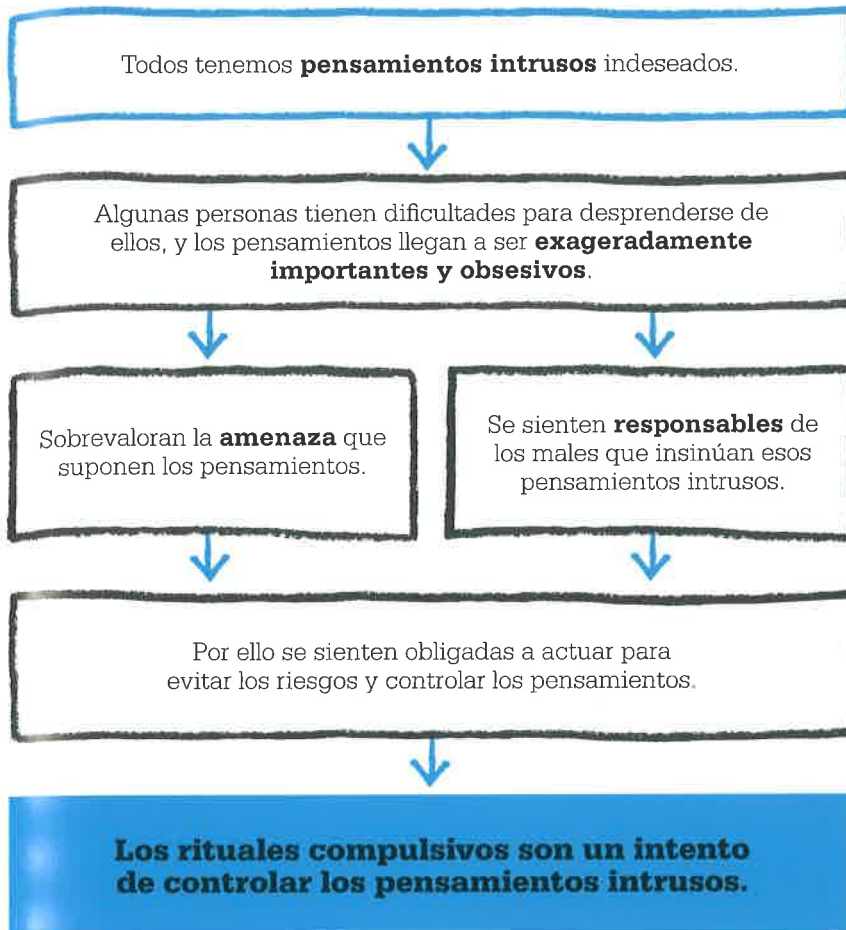 Todos tenemos pensamientos intrusos indeseados.
Algunas personas tienen dificultades para desprenderse de
ellos, y los pensamientos llegan a ser exageradamente
importantes y obsesivos.
Sobrevaloran la amenaza que
suponen los pensamientos.
Se sienten responsables de
los males que insinúan esos
pensamientos intrusos.
Por ello se sienten obligadas a actuar para
evitar los riesgos y controlar los pensamientos.
Los rituales compulsivos son un intento
de controlar los pensamientos intrusos.